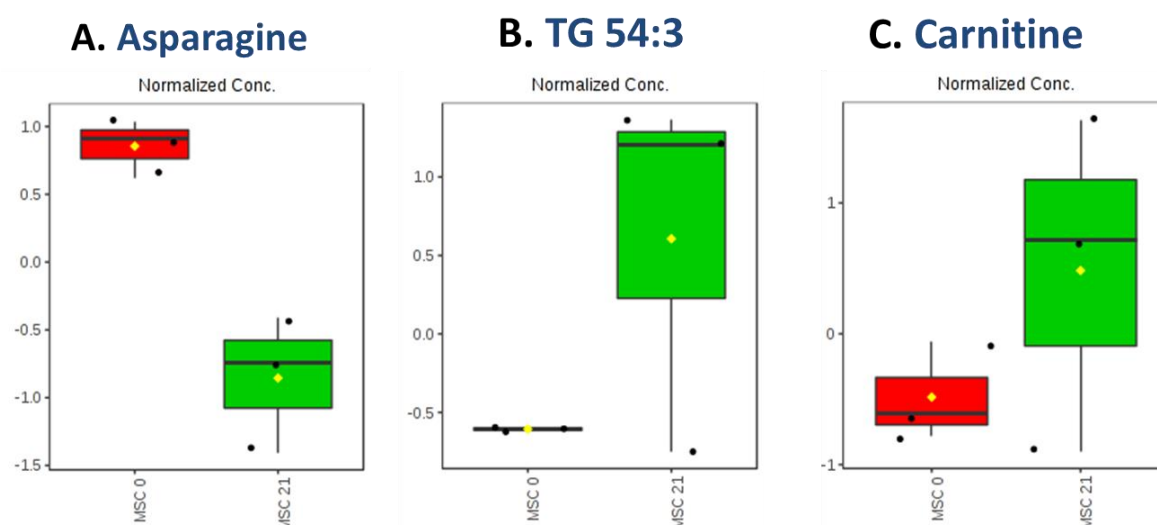 A. Asparagine
Normalized Conc.
1.0
0.5
0.0
-0.5
-1.0
-1.5
MSC 0
MSC 21
B. TG 54:3
Normalized Conc.
1.0
0.5
0.0
-0.5
MSC 0
MSC 21
C. Carnitine
Normalized Conc.
1
0
-1
MSC 0
MSC 21